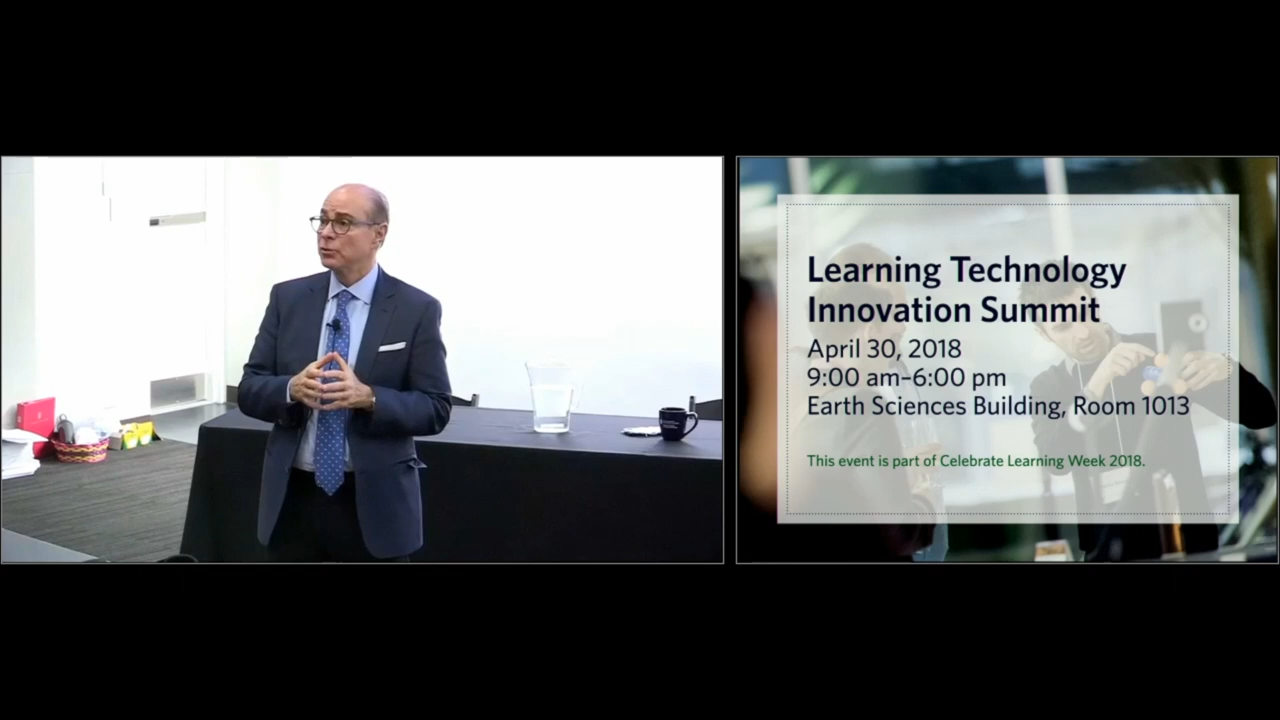 Learning Technology
Innovation Summit
April 30, 2018
9:00 am–6:00 pm
Earth Sciences Building, Room 1013
This event is part of Celebrate Learning Week 2018.